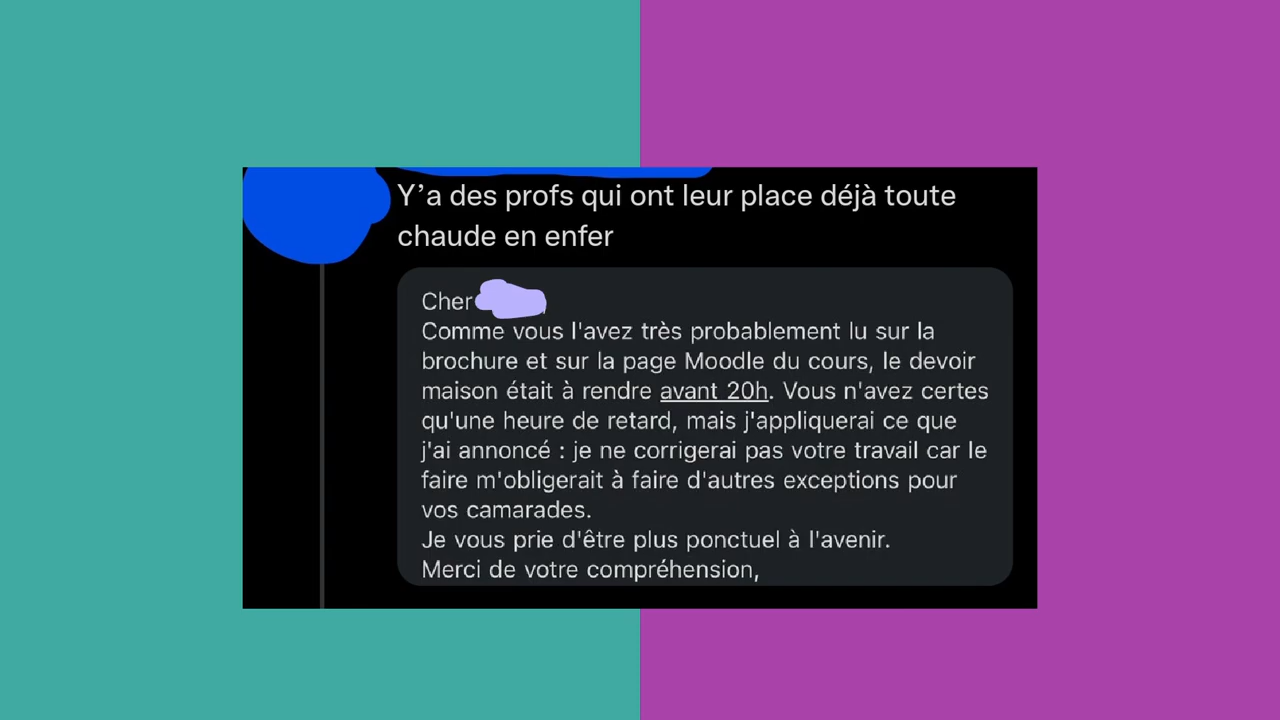 Y’a des profs qui ont leur place déjà toute
chaude en enfer
Cher
Comme vous l'avez très probablement lu sur la
brochure et sur la page Moodle du cours, le devoir
maison était à rendre avant 20h. Vous n'avez certes
qu'une heure de retard, mais j'appliquerai ce que
j'ai annoncé : je ne corrigerai pas votre travail car le
faire m'obligerait à faire d'autres exceptions pour
vos camarades.
Je vous prie d'être plus ponctuel à l'avenir.
Merci de votre compréhension,